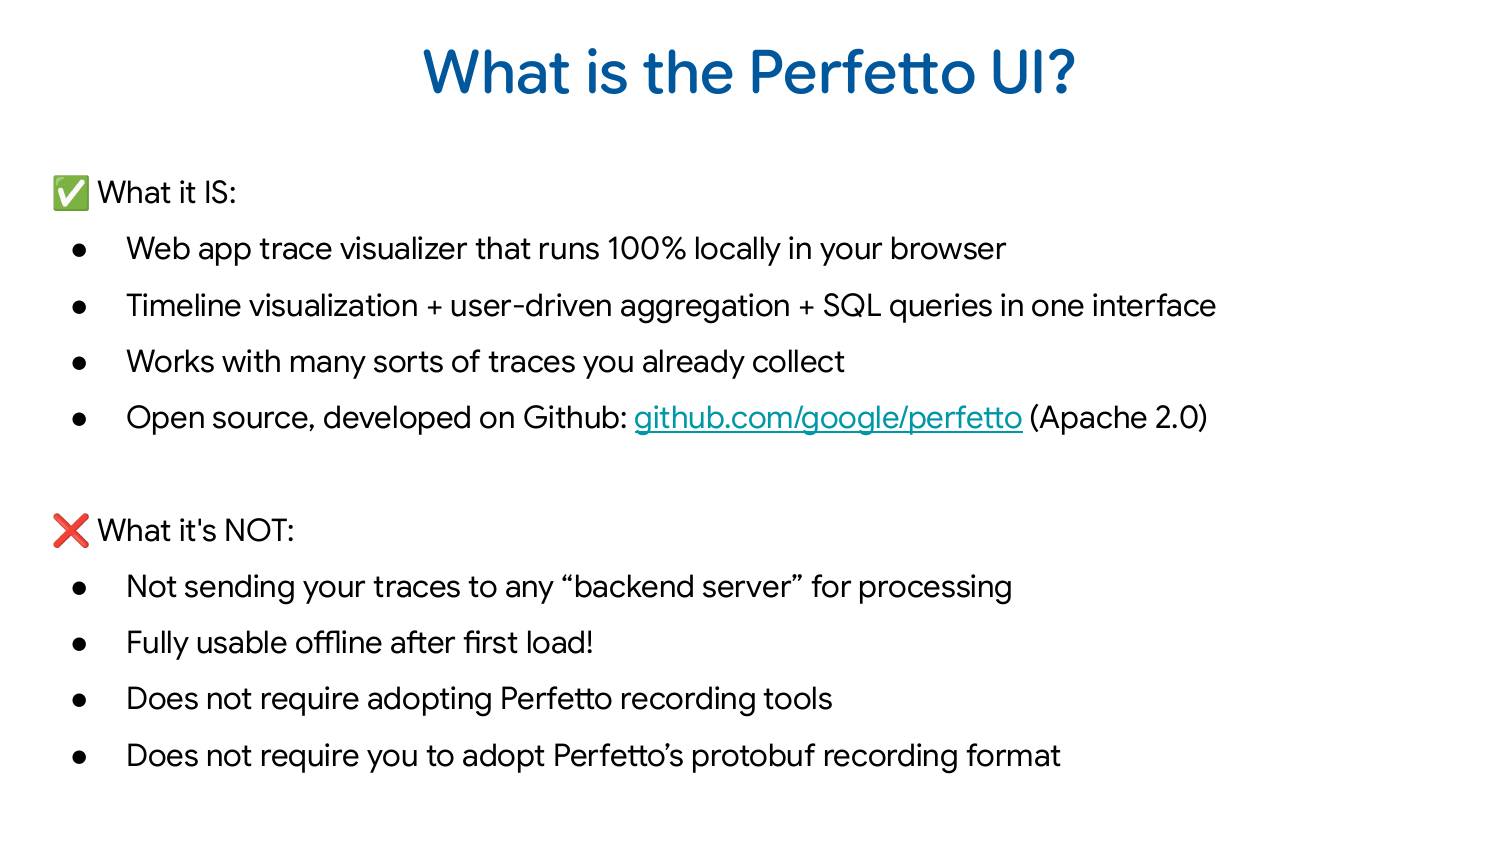 What is the Perfetto UI?
✅ What it IS:
● Web app trace visualizer that runs 100% locally in your browser
● Timeline visualization + user-driven aggregation + SQL queries in one interface
● Works with many sorts of traces you already collect
● Open source, developed on Github: github.com/google/perfetto (Apache 2.0)
❌ What it's NOT:
● Not sending your traces to any “backend server” for processing
● Fully usable offline after first load!
● Does not require adopting Perfetto recording tools
● Does not require you to adopt Perfetto’s protobuf recording format